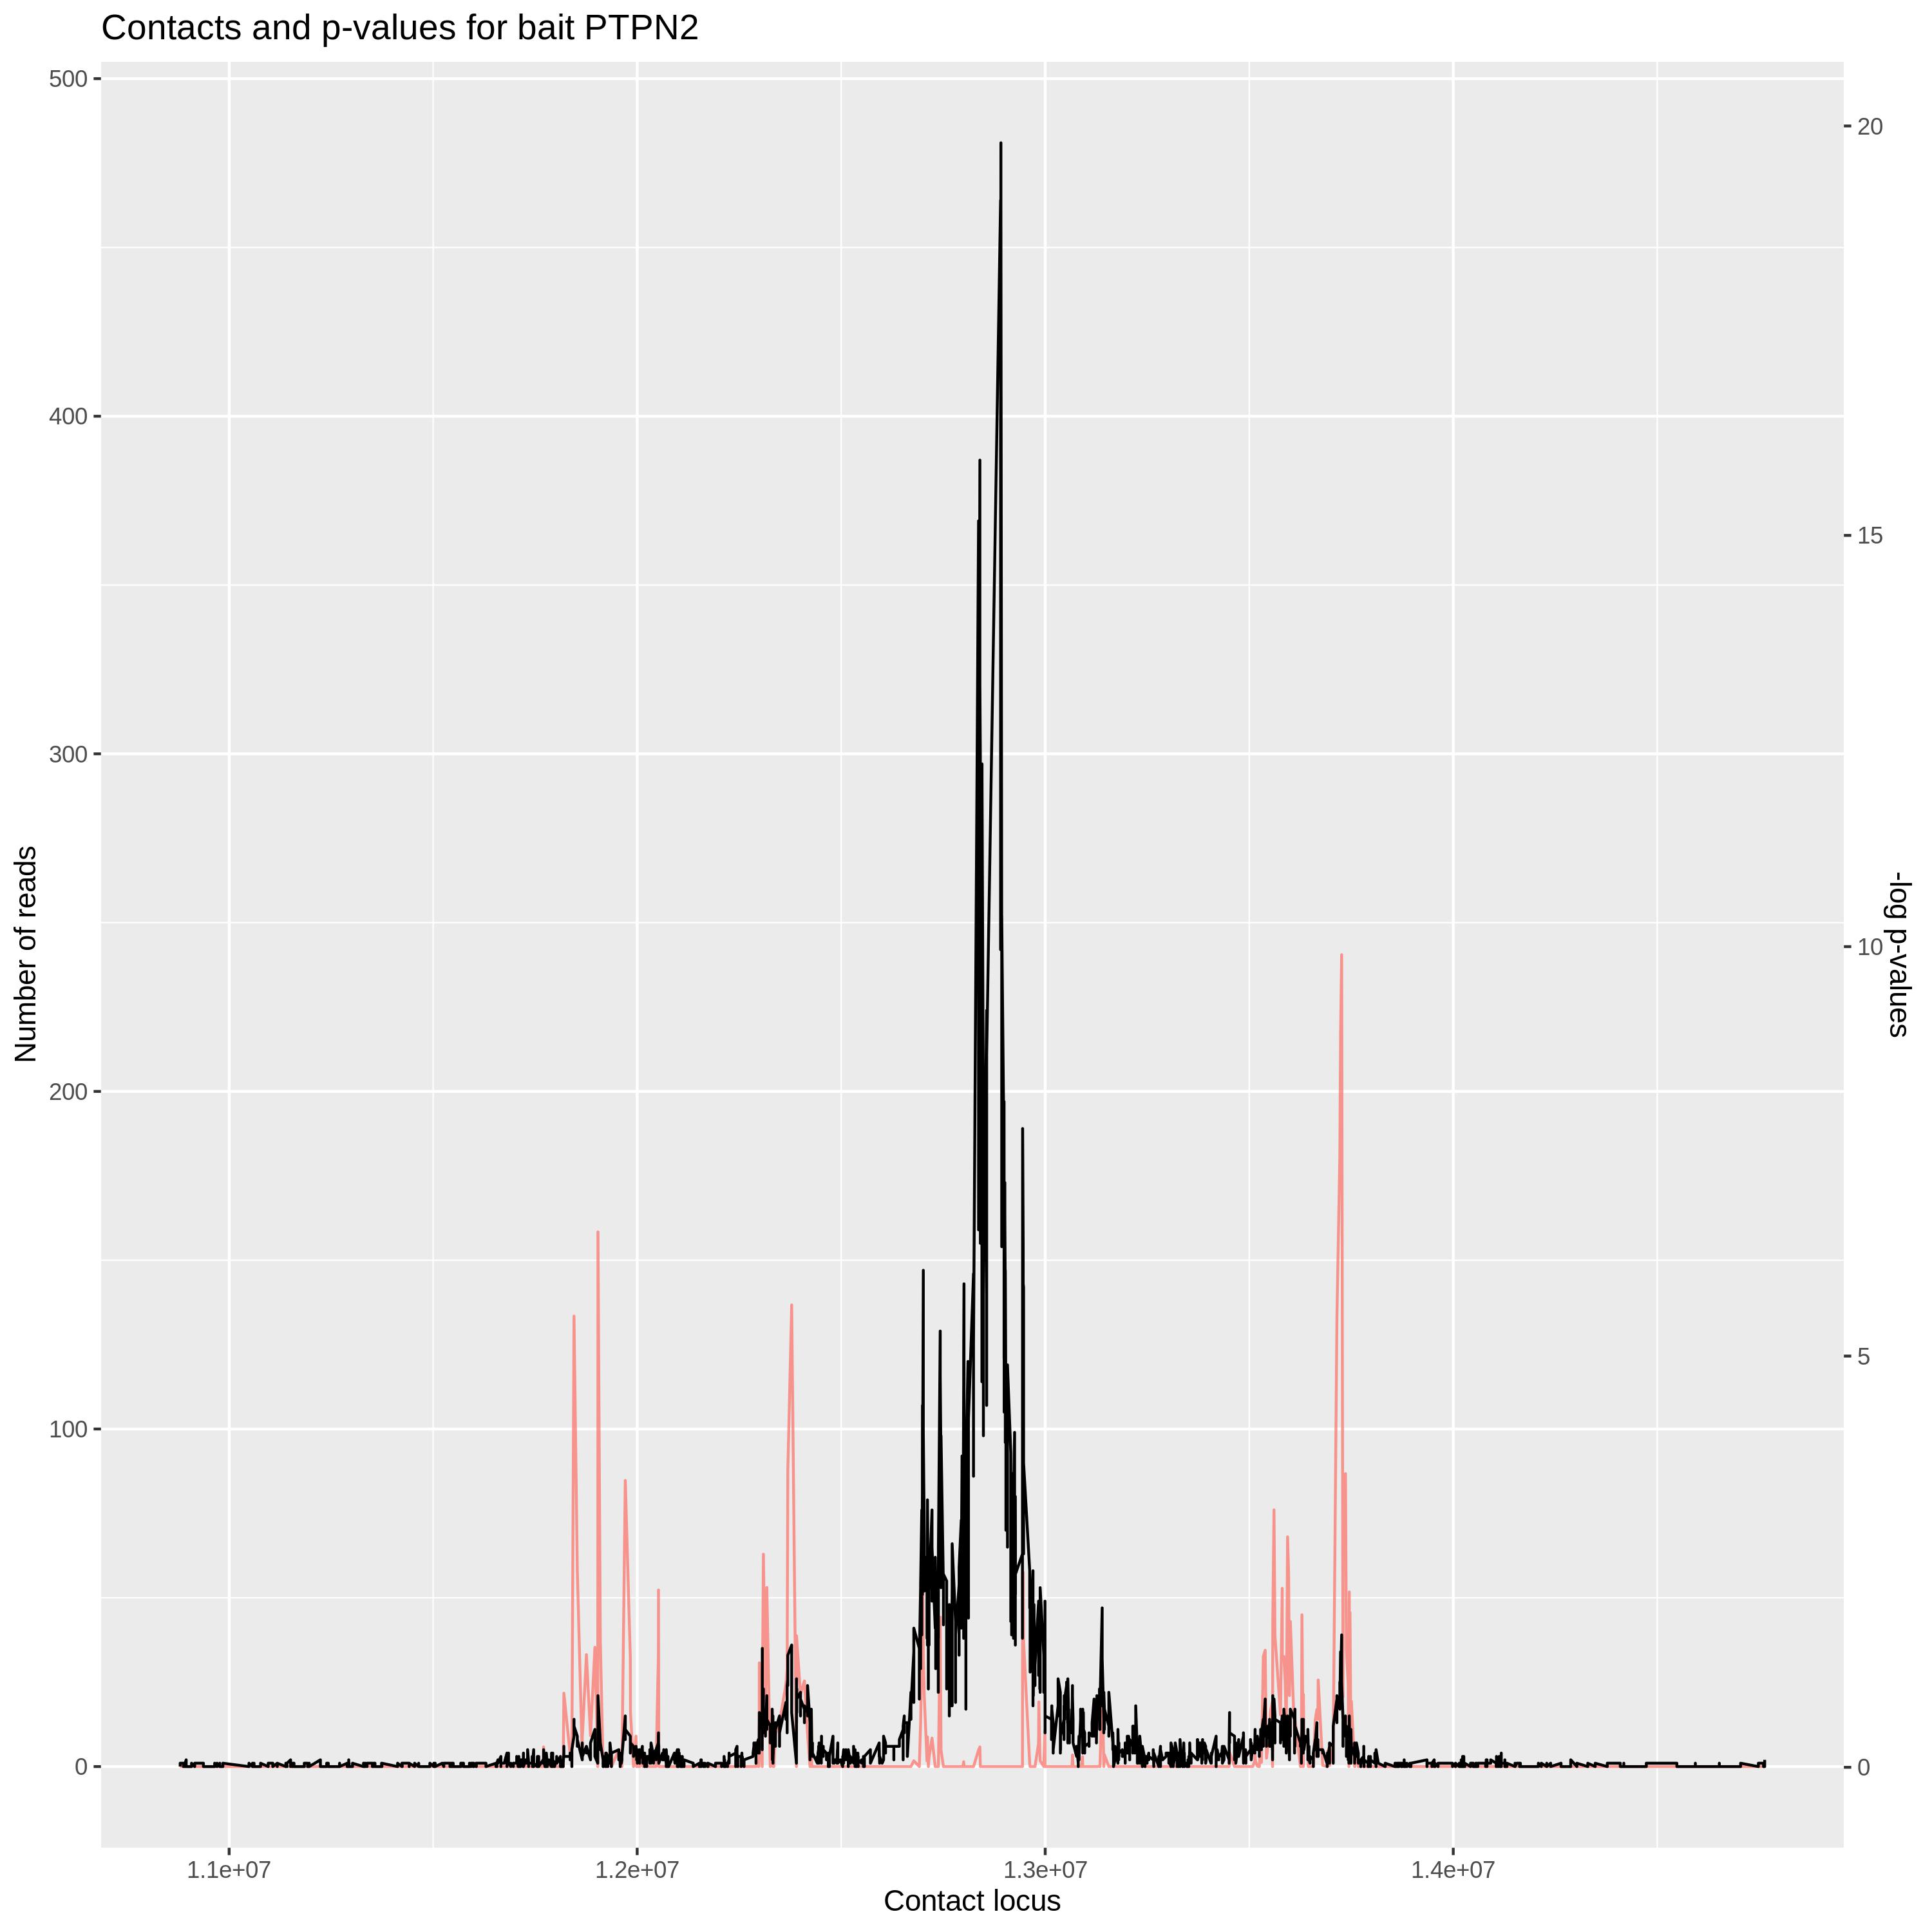 Contacts and p-values for bait PTPN2
500
400
300
200
100
0
Number of reads
20
15
10
5
0
-log p-values
1.1e+07 1.2e+07 1.3e+07 1.4e+07
Contact locus